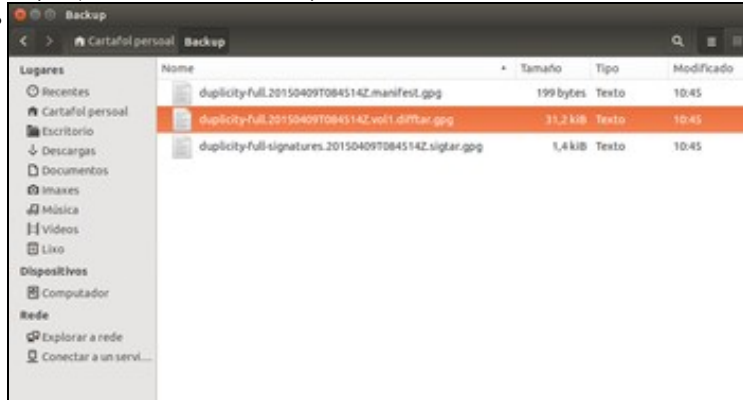 Backup
Cartafol persoal Backup
Lugares
Recentes
Cartafol persoal
Escritorio
Descargas
Documentos
Imaxes
Música
Vídeos
Lixo
Dispositivos
Computador
Rede
Explorar a rede
Conectar a un servi...
Nome Tamaño Tipo Modificado
duplicity-full.20150409T084514Z.manifest.gpg 199 bytes Texto 10:45
duplicity-full.20150409T084514Z.vol1.difftar.gpg 31,2 kiB Texto 10:45
duplicity-full-signatures.20150409T084514Z.sigtar.gpg 1,4 kiB Texto 10:45